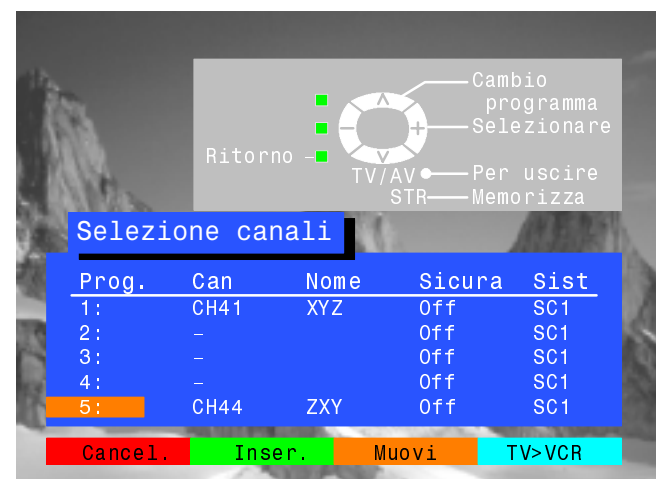 Cambio
programma
Selezionare
Ritorno
TV/AV Per uscire
STR Memorizza
Selezione canali
Prog. Can Nome Sicura Sist
1: CH41 XYZ Off SC1
2: – Off SC1
3: – Off SC1
4: – Off SC1
5: CH44 ZXY Off SC1
Cancel. Inser. Muovi TV>VCR